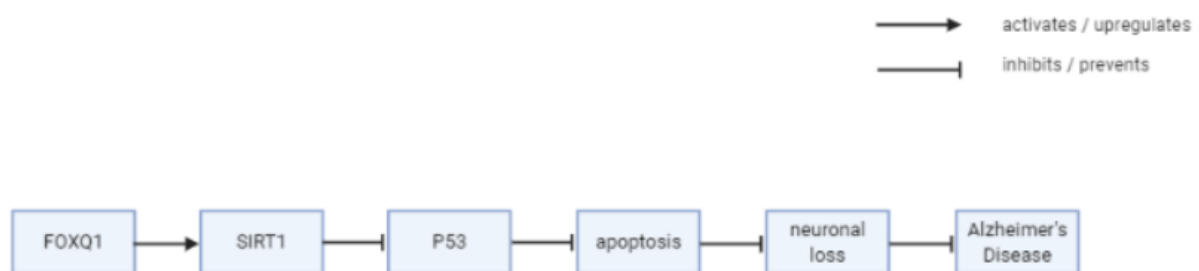 activates / upregulates
inhibits / prevents
FOXQ1
SIRT1
P53
apoptosis
neuronal
loss
Alzheimer's
Disease